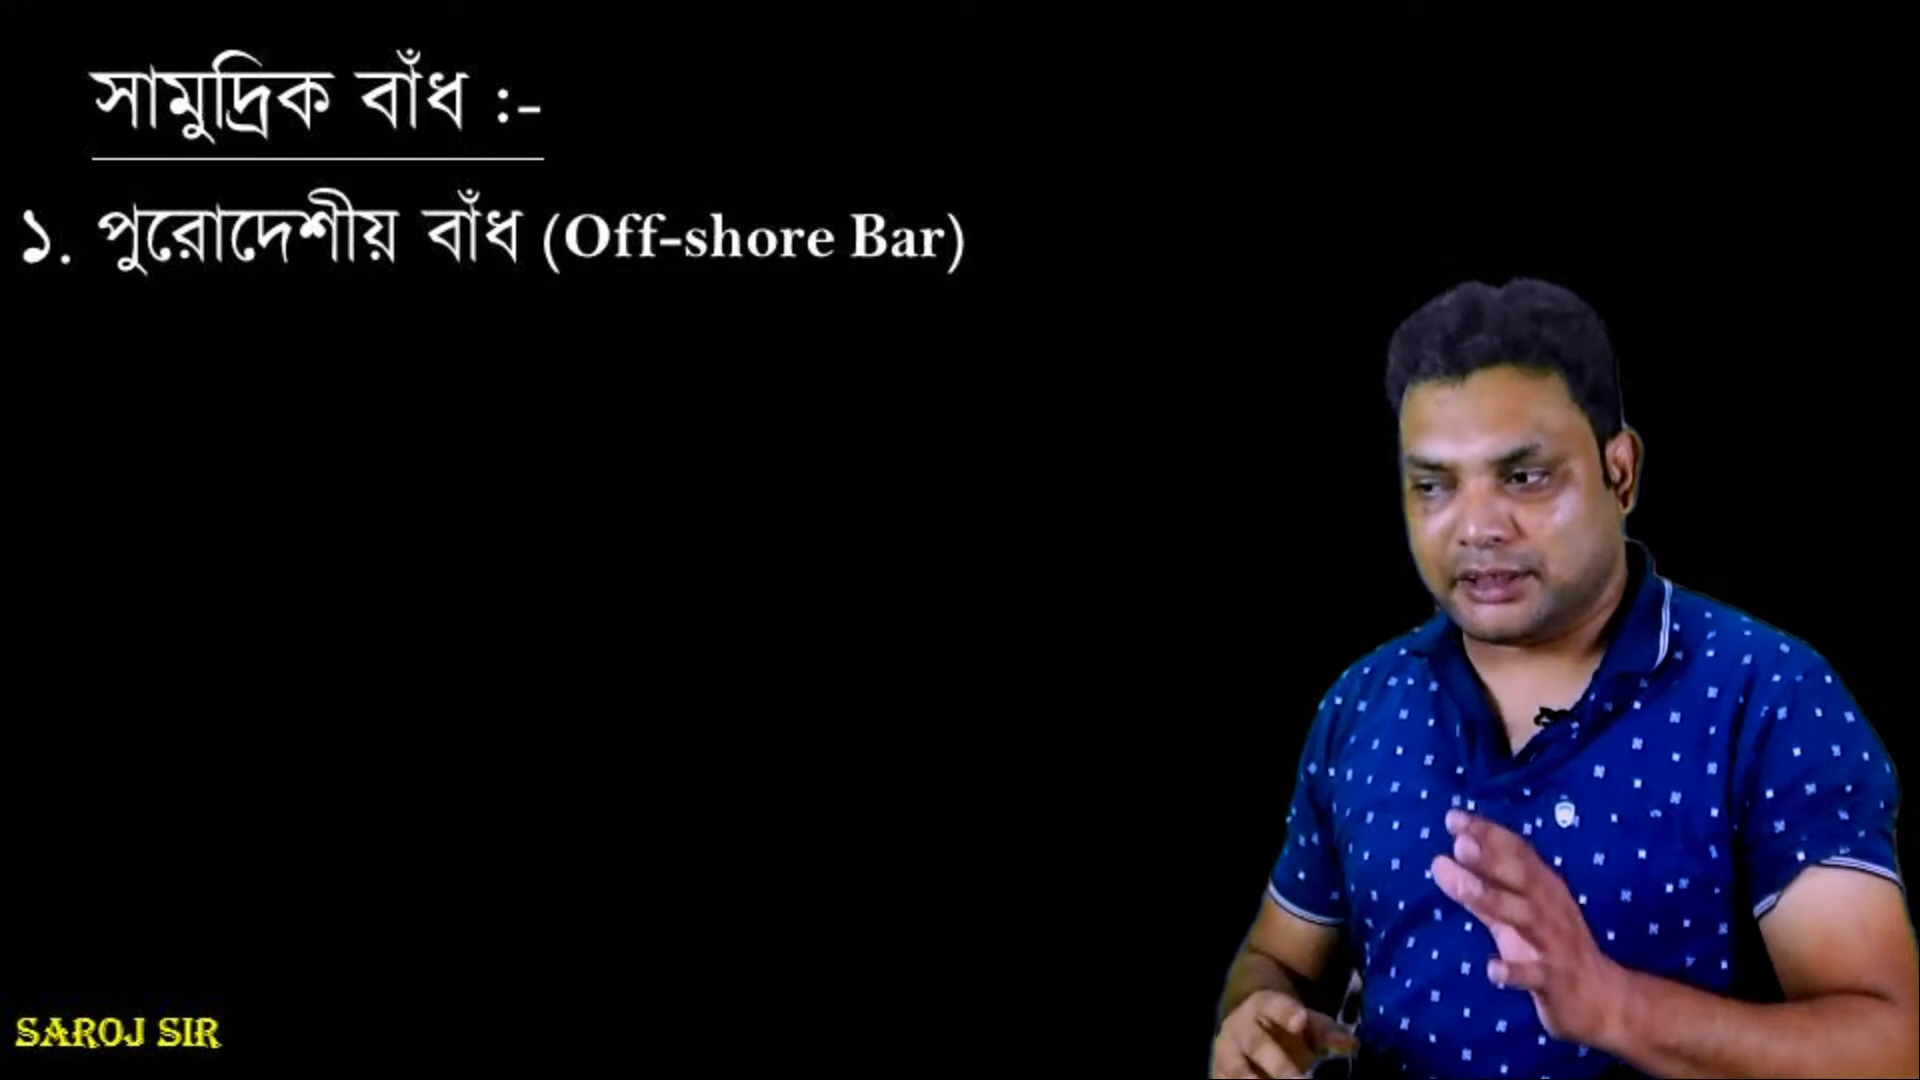 সামুদ্রিক বাঁধ :-
১. পুরোদেশীয় বাঁধ (Off-shore Bar)
SAROJ SIR